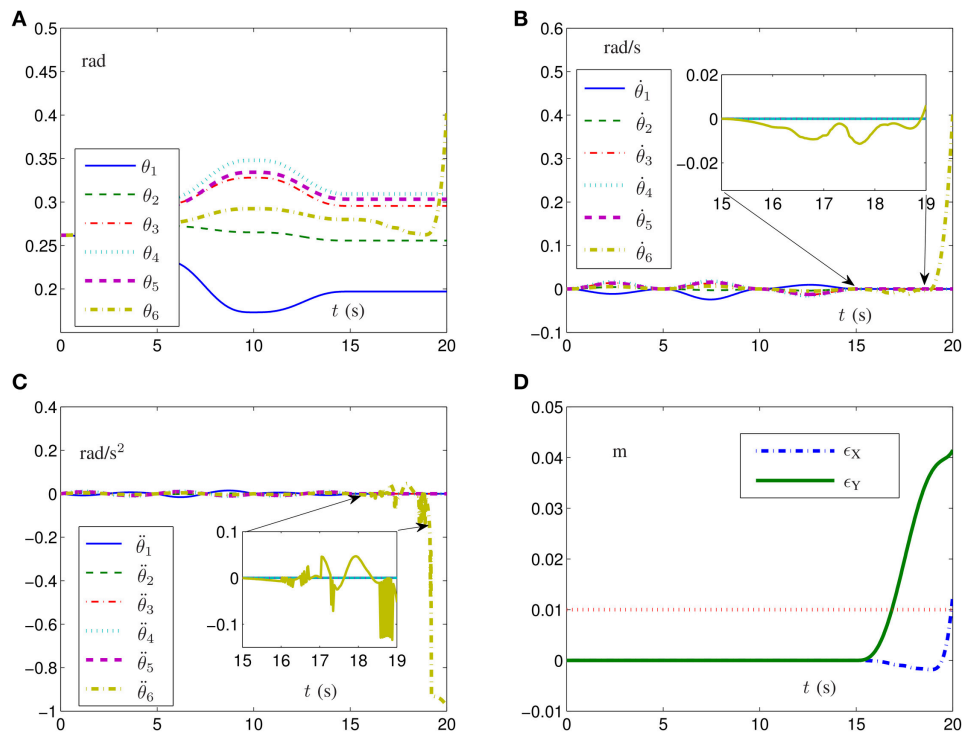 A
rad
0.5
0.45
0.4
0.35
0.3
0.25
0.2
θ1
θ2
θ3
θ4
θ5
θ6
t (s)
0 5 10 15 20
B
rad/s
0.6
0.5
0.4
0.3
0.2
0.1
0
−0.1
θ̇1
θ̇2
θ̇3
θ̇4
θ̇5
θ̇6
0.02
0
−0.02
15 16 17 18 19
t (s)
0 5 10 15 20
C
rad/s²
0.4
0.2
0
−0.2
−0.4
−0.6
−0.8
−1
θ̈1
θ̈2
θ̈3
θ̈4
θ̈5
θ̈6
0.1
0
−0.1
15 16 17 18 19
t (s)
0 5 10 15 20
D
m
0.05
0.04
0.03
0.02
0.01
0
−0.01
ϵX
ϵY
t (s)
0 5 10 15 20